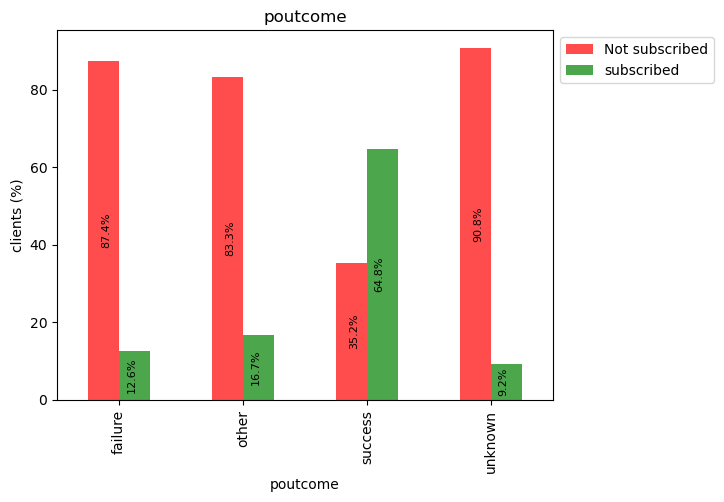 poutcome
Not subscribed
subscribed
clients (%)
80
60
40
20
0
87.4%
12.6%
83.3%
16.7%
35.2%
64.8%
90.8%
9.2%
failure
other
success
unknown
poutcome